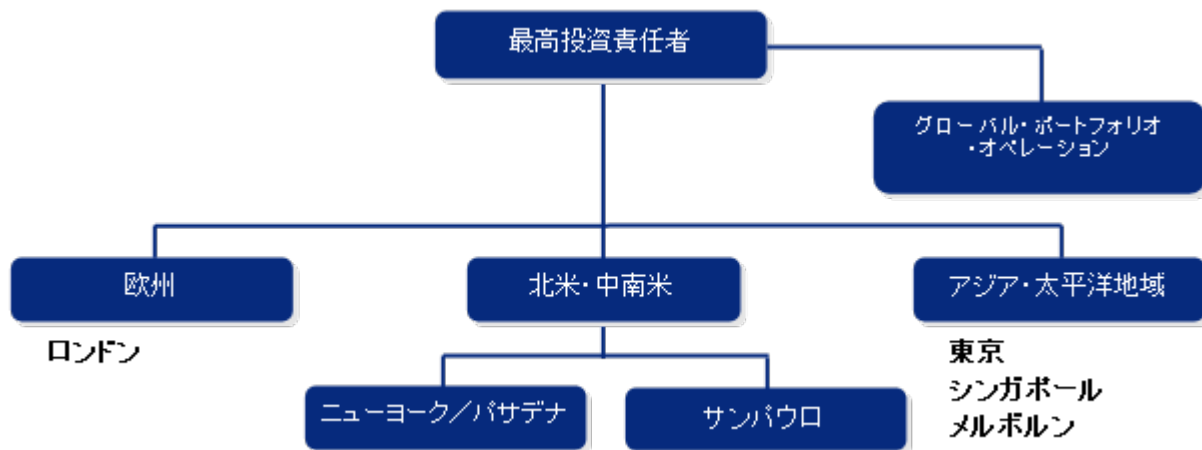 最高投資責任者
グローバル・ポートフォリオ
・オペレーション
欧州
北米・中南米
アジア・太平洋地域
ロンドン
東京
シンガポール
メルボルン
ニューヨーク／パサデナ
サンパウロ